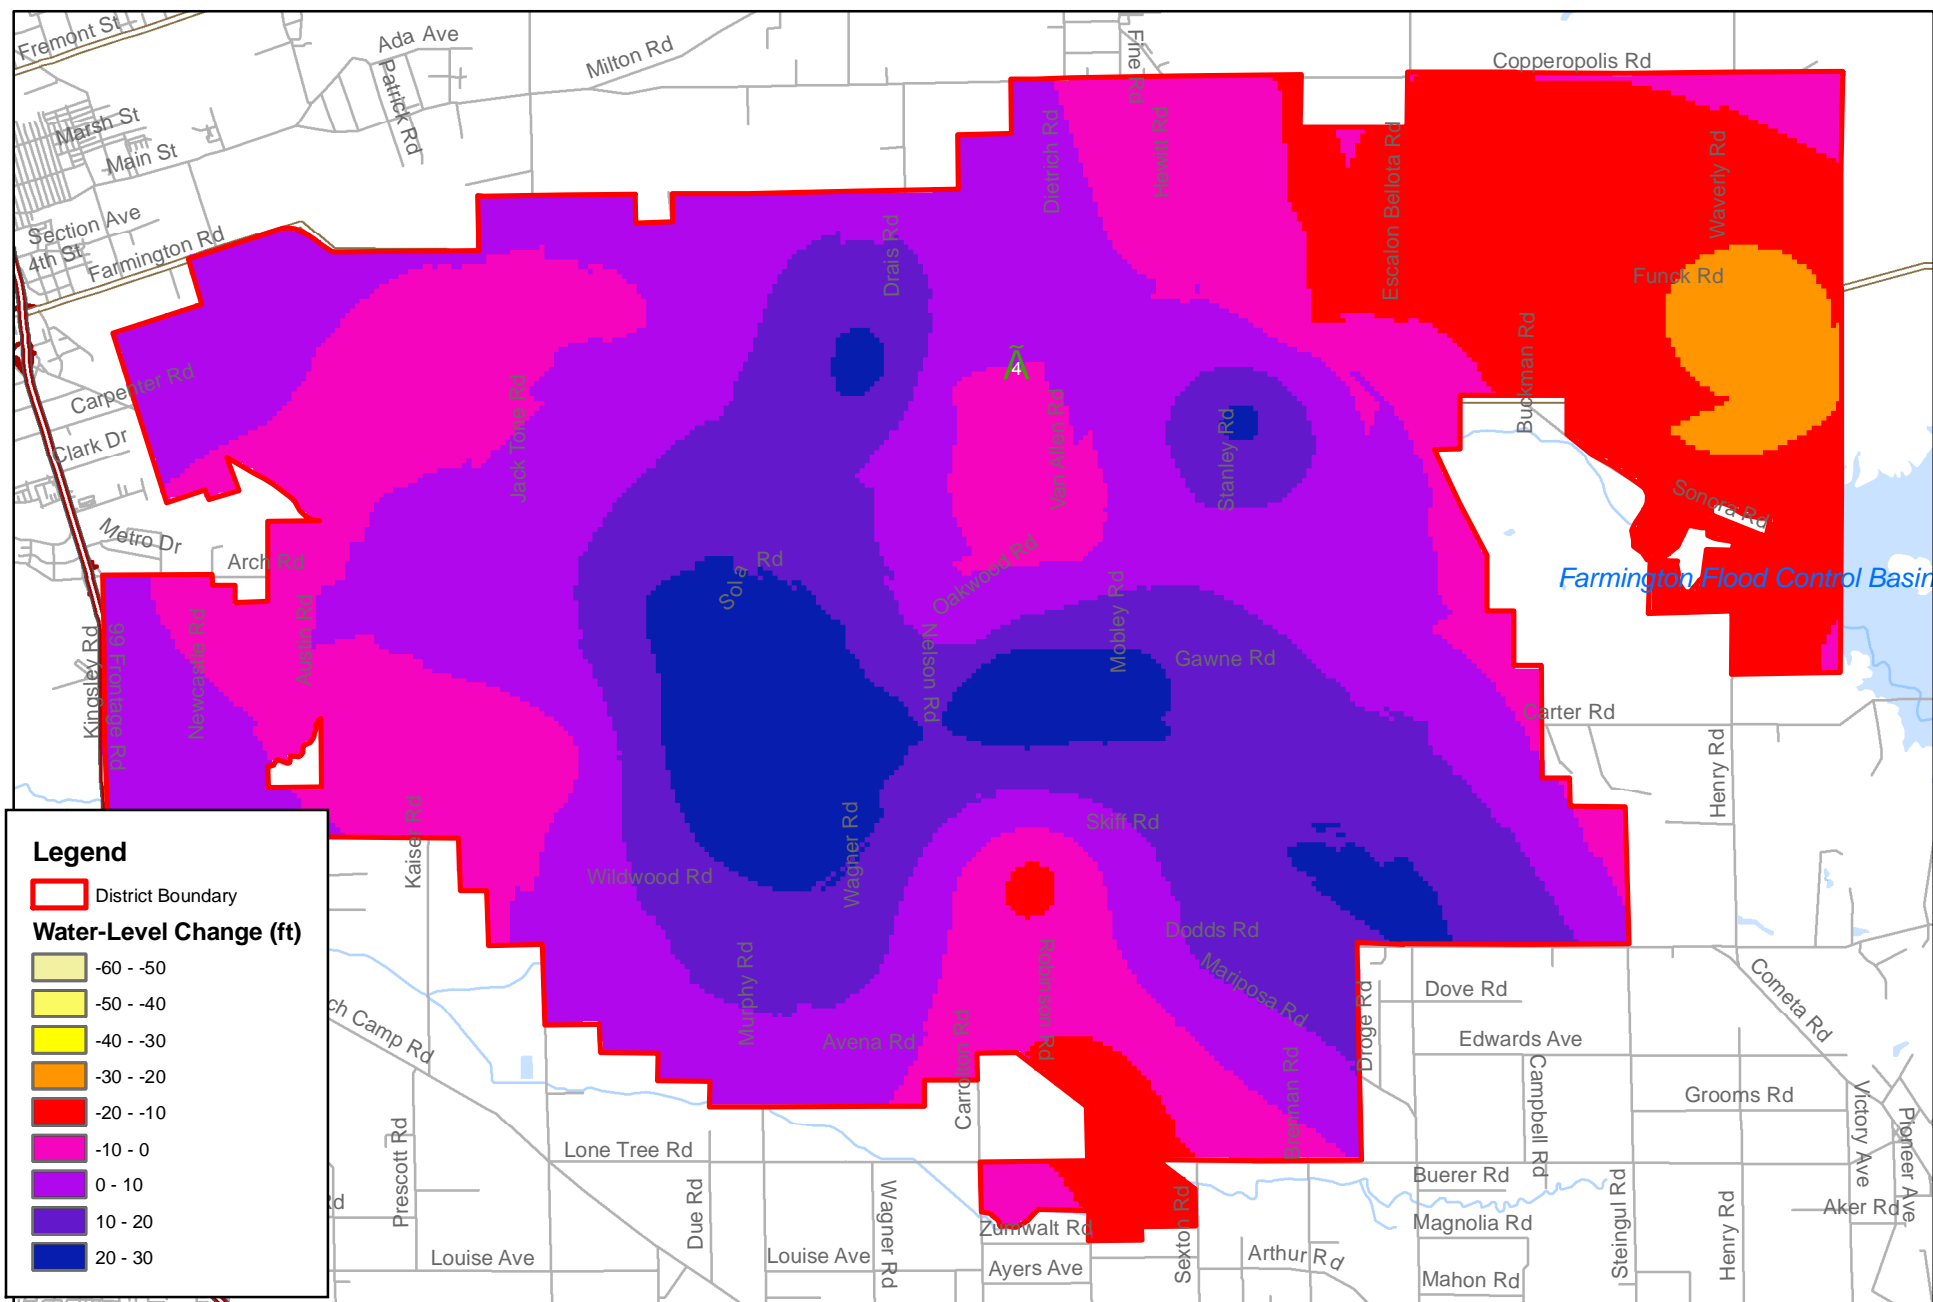 Fremont St
Ada Ave
Milton Rd
Fine Rd
Copperopolis Rd
Patrick Rd
Marsh St
Main St
Dietrich Rd
Hewitt Rd
Escalon Bellota Rd
Waverly Rd
Section Ave
4th St
Farmington Rd
Drais Rd
Funck Rd
Carpenter Rd
Clark Dr
Jack Tone Rd
4
Van Allen Rd
Stanley Rd
Buckman Rd
Sonora Rd
Metro Dr
Arch Rd
Sola Rd
Oakwood Rd
Mobley Rd
Farmington Flood Control Basin
Kingsley Rd
99 Frontage Rd
Newcastle Rd
Austin Rd
Nelson Rd
Gawne Rd
Carter Rd
Henry Rd
Kaiser Rd
Wagner Rd
Skiff Rd
Wildwood Rd
Dodds Rd
Mariposa Rd
Murphy Rd
Avena Rd
Carrolton Rd
Robinson Rd
Brennan Rd
Droge Rd
Dove Rd
Cometa Rd
Edwards Ave
Campbell Rd
Grooms Rd
Victory Ave
Pioneer Ave
ch Camp Rd
Prescott Rd
Lone Tree Rd
Due Rd
Wagner Rd
Buerer Rd
Steingul Rd
Henry Rd
Aker Rd
Rd
Zumwalt Rd
Sexton Rd
Magnolia Rd
Louise Ave
Louise Ave
Ayers Ave
Arthur Rd
Mahon Rd
Legend
District Boundary
Water-Level Change (ft)
-60 - -50
-50 - -40
-40 - -30
-30 - -20
-20 - -10
-10 - 0
0 - 10
10 - 20
20 - 30